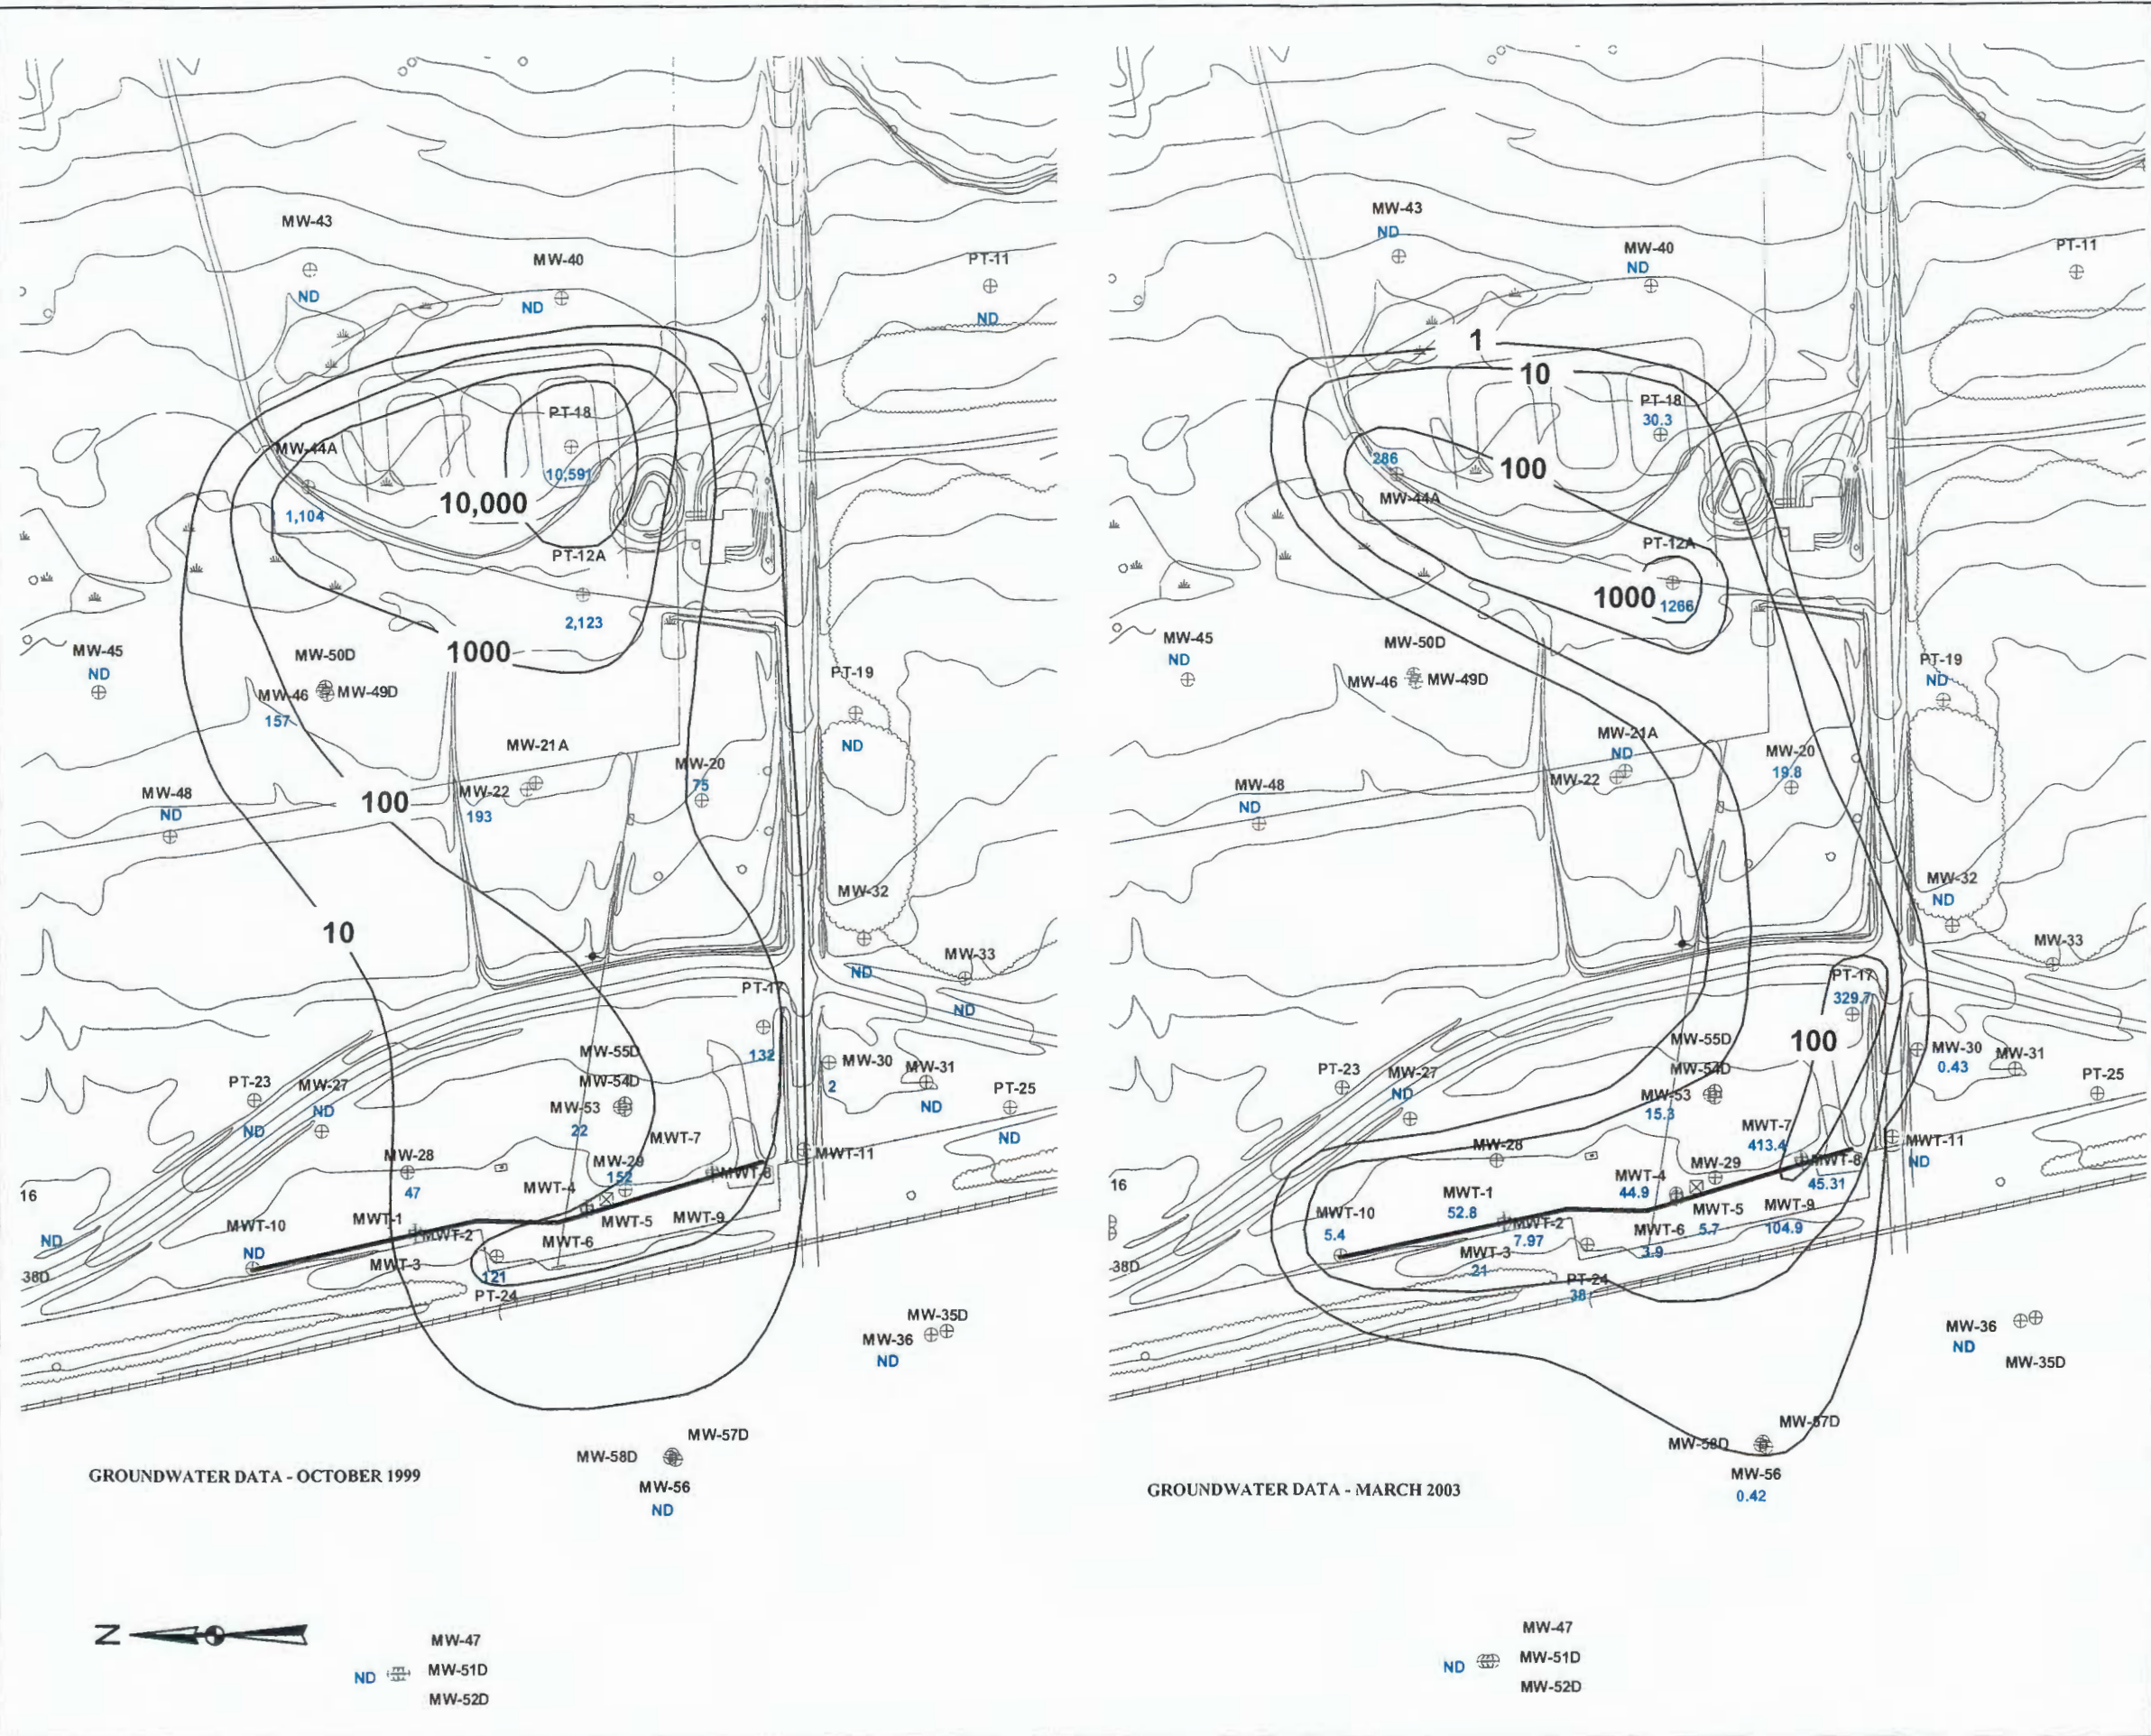 MW-43
ND
MW-40
ND
PT-11
ND
PT-18
10,591
MW-44A
1,104
10,000
PT-12A
2,123
1000
MW-45
ND
MW-50D
MW-46
MW-49D
157
PT-19
ND
MW-21A
MW-20
75
MW-48
ND
100
MW-22
193
MW-32
ND
10
MW-33
ND
PT-17
132
MW-55D
MW-54D
MW-53
22
MW-30
2
MW-31
ND
PT-25
ND
PT-23
ND
MW-27
ND
MWT-7
MW-28
47
MW-29
152
MWT-11
MWT-8
MWT-4
16
MWT-10
ND
MWT-1
MWT-2
MWT-5
MWT-9
ND
MWT-6
MWT-3
121
38D
PT-24
MW-35D
MW-36
ND
MW-57D
MW-58D
MW-56
ND
GROUNDWATER DATA - OCTOBER 1999
N
MW-47
ND
MW-51D
MW-52D
MW-43
ND
MW-40
ND
PT-11
1
10
PT-18
30.3
286
100
MW-44A
PT-12A
1000
1266
MW-45
ND
MW-50D
MW-46
MW-49D
PT-19
ND
MW-21A
ND
MW-20
19.8
MW-22
MW-48
ND
MW-32
ND
MW-33
PT-17
329.7
100
MW-55D
MW-54D
MW-53
15.3
MW-30
0.43
MW-31
PT-25
PT-23
MW-27
ND
MWT-7
413.4
MW-28
MWT-11
ND
MW-29
MWT-8
45.31
MWT-4
44.9
16
MWT-1
52.8
MWT-10
5.4
MWT-2
7.97
MWT-5
5.7
MWT-9
104.9
MWT-6
3.9
MWT-3
21
38D
PT-24
38
MW-36
ND
MW-35D
MW-57D
MW-58D
MW-56
0.42
GROUNDWATER DATA - MARCH 2003
MW-47
ND
MW-51D
MW-52D